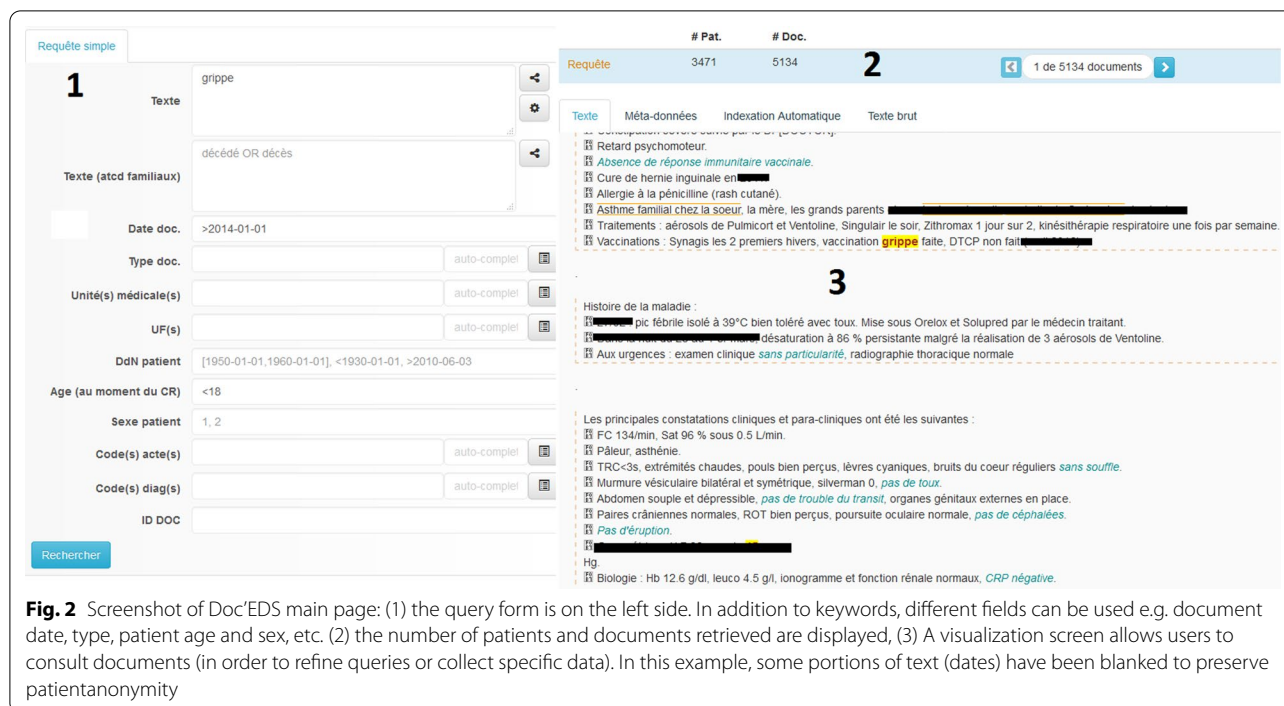 Requête simple
1
Texte
grippe
Texte (atcd familiaux)
décédé OR décès
Date doc.
>2014-01-01
Type doc.
auto-complel
Unité(s) médicale(s)
auto-complel
UF(s)
auto-complel
DdN patient
[1950-01-01,1960-01-01], <1930-01-01, >2010-06-03
Age (au moment du CR)
<18
Sexe patient
1, 2
Code(s) acte(s)
auto-complel
Code(s) diag(s)
auto-complel
ID DOC
Rechercher
# Pat. # Doc.
Requête 3471 5134 2 1 de 5134 documents
Texte Méta-données Indexation Automatique Texte brut
Constipation sévère suivie par le Dr [DOCTOR].
Retard psychomoteur.
Absence de réponse immunitaire vaccinale.
Cure de hernie inguinale en
Allergie à la pénicilline (rash cutané).
Asthme familial chez la soeur, la mère, les grands parents
Traitements : aérosols de Pulmicort et Ventoline, Singulair le soir, Zithromax 1 jour sur 2, kinésithérapie respiratoire une fois par semaine.
Vaccinations : Synagis les 2 premiers hivers, vaccination grippe faite, DTCP non fait
.
3
Histoire de la maladie :
pic fébrile isolé à 39°C bien toléré avec toux. Mise sous Orelox et Solupred par le médecin traitant.
désaturation à 86 % persistante malgré la réalisation de 3 aérosols de Ventoline.
Aux urgences : examen clinique sans particularité, radiographie thoracique normale
.
Les principales constatations cliniques et para-cliniques ont été les suivantes :
FC 134/min, Sat 96 % sous 0.5 L/min.
Pâleur, asthénie.
TRC<3s, extrémités chaudes, pouls bien perçus, lèvres cyaniques, bruits du coeur réguliers sans souffle.
Murmure vésiculaire bilatéral et symétrique, silverman 0, pas de toux.
Abdomen souple et dépressible, pas de trouble du transit, organes génitaux externes en place.
Paires crâniennes normales, ROT bien perçus, poursuite oculaire normale, pas de céphalées.
Pas d'éruption.
Hg.
Biologie : Hb 12.6 g/dl, leuco 4.5 g/l, ionogramme et fonction rénale normaux, CRP négative.
Fig. 2 Screenshot of Doc'EDS main page: (1) the query form is on the left side. In addition to keywords, different fields can be used e.g. document
date, type, patient age and sex, etc. (2) the number of patients and documents retrieved are displayed, (3) A visualization screen allows users to
consult documents (in order to refine queries or collect specific data). In this example, some portions of text (dates) have been blanked to preserve
patientanonymity